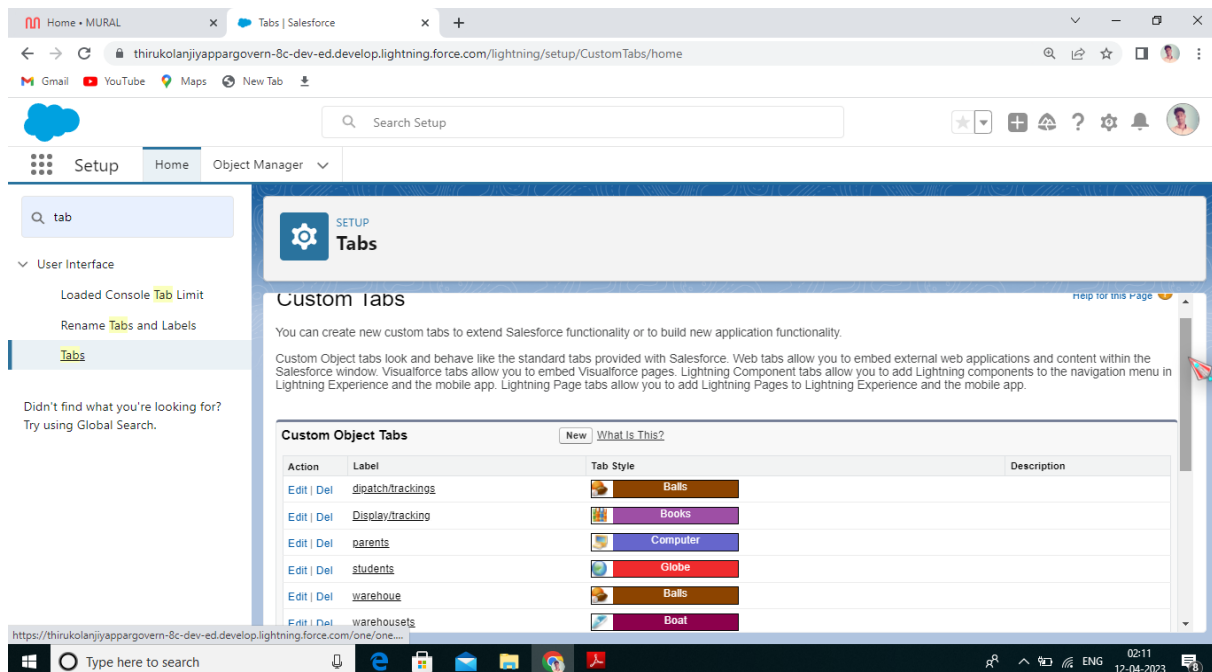 Home • MURAL
Tabs | Salesforce
thirukolanjiyappargovern-8c-dev-ed.develop.lightning.force.com/lightning/setup/CustomTabs/home
Gmail YouTube Maps New Tab
Search Setup
Setup Home Object Manager
tab
User Interface
Loaded Console Tab Limit
Rename Tabs and Labels
Tabs
Didn't find what you're looking for?
Try using Global Search.
SETUP
Tabs
Custom Tabs
Help for this Page
You can create new custom tabs to extend Salesforce functionality or to build new application functionality.
Custom Object tabs look and behave like the standard tabs provided with Salesforce. Web tabs allow you to embed external web applications and content within the
Salesforce window. Visualforce tabs allow you to embed Visualforce pages. Lightning Component tabs allow you to add Lightning components to the navigation menu in
Lightning Experience and the mobile app. Lightning Page tabs allow you to add Lightning Pages to Lightning Experience and the mobile app.
Custom Object Tabs New What Is This?
Action Label Tab Style Description
Edit | Del dipatch/trackings Balls
Edit | Del Display/tracking Books
Edit | Del parents Computer
Edit | Del students Globe
Edit | Del warehoue Balls
Edit | Del warehousets Boat
https://thirukolanjiyappargovern-8c-dev-ed.develop.lightning.force.com/one/one....
Type here to search
ENG
02:11
12-04-2023
8